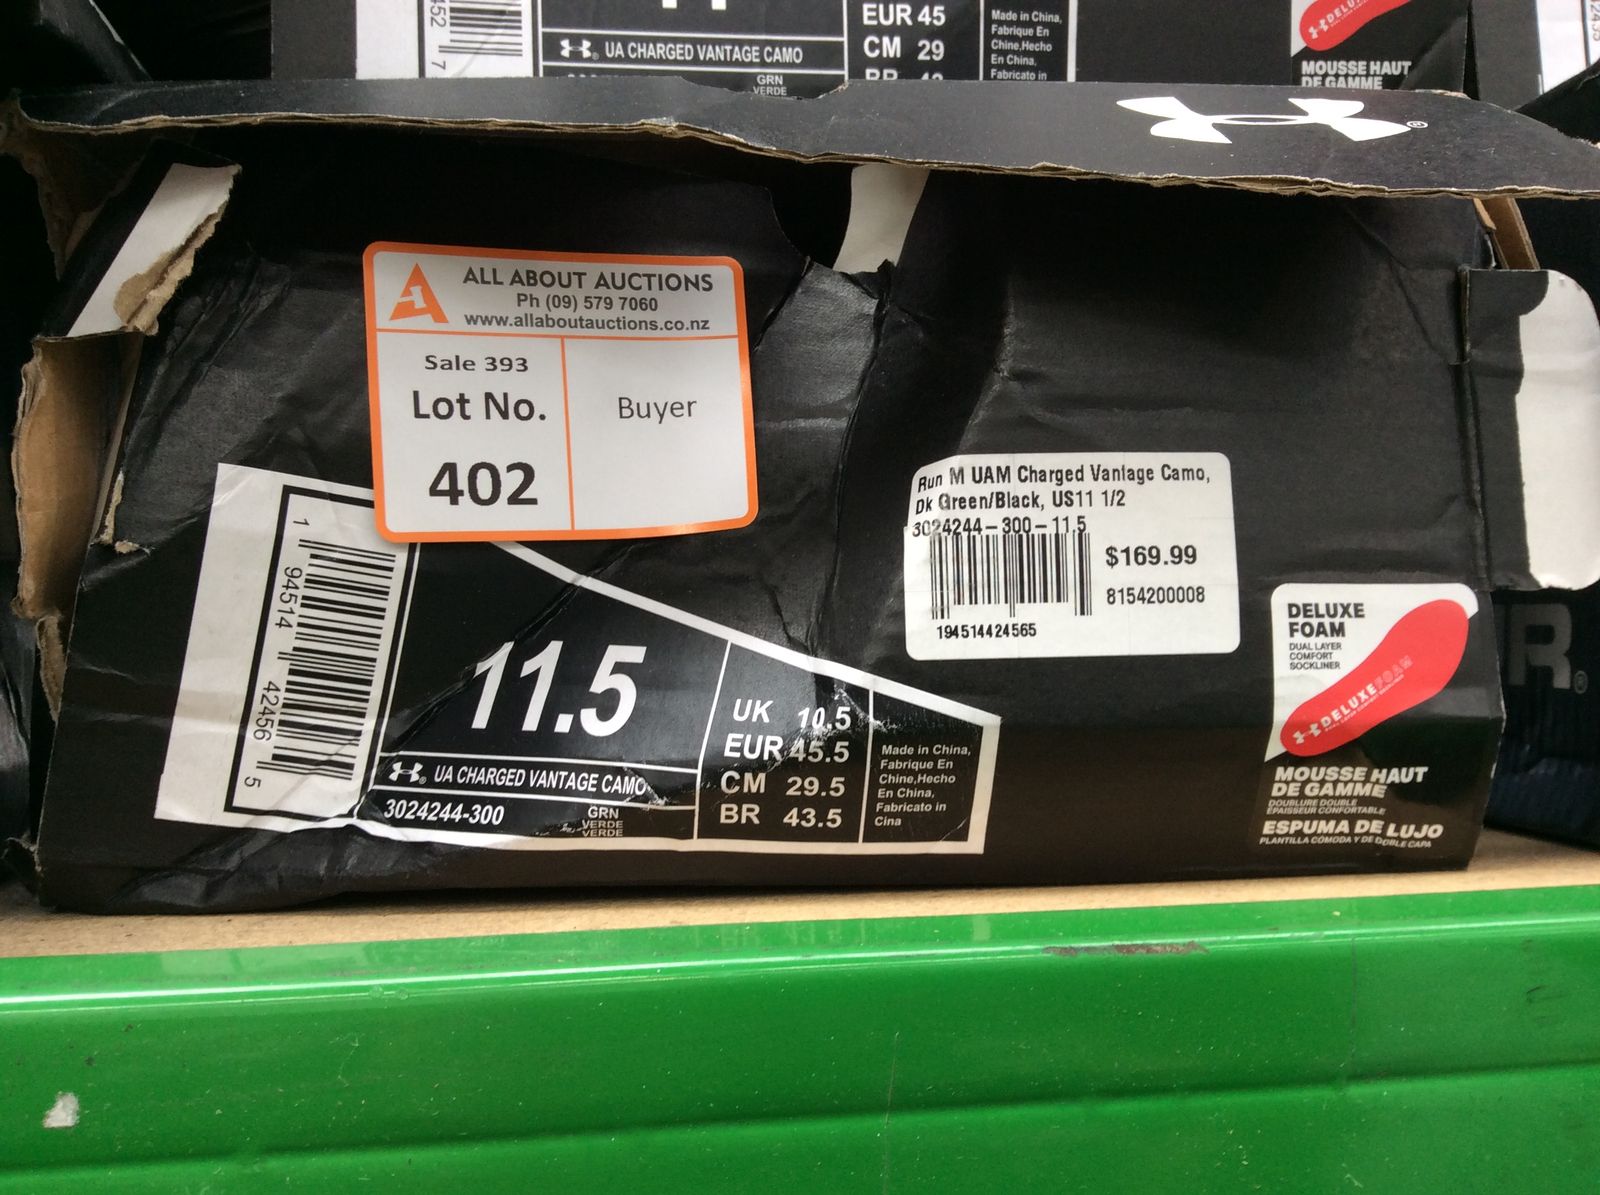 452
7
UA CHARGED VANTAGE CAMO
GRN
VERDE
EUR 45
CM 29
BR
Made in China,
Fabrique En
Chine,Hecho
En China,
Fabricato in
MOUSSE HAUT
DE GAMME
ALL ABOUT AUCTIONS
Ph (09) 579 7060
www.allaboutauctions.co.nz
Sale 393
Lot No.
402
Buyer
Run M UAM Charged Vantage Camo,
Dk Green/Black, US11 1/2
3024244-300-11.5
$169.99
8154200008
194514424565
1 94514 42456 5
11.5
UA CHARGED VANTAGE CAMO
3024244-300
GRN
VERDE
VERDE
UK 10.5
EUR 45.5
CM 29.5
BR 43.5
Made in China,
Fabrique En
Chine,Hecho
En China,
Fabricato in
Cina
DELUXE
FOAM
DUAL LAYER
COMFORT
SOCKLINER
DELUXE FOAM
MOUSSE HAUT
DE GAMME
DOUBLURE DOUBLE
ÉPAISSEUR CONFORTABLE
ESPUMA DE LUJO
PLANTILLA CÓMODA Y DE DOBLE CAPA
R®